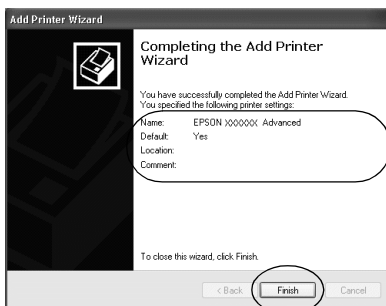 Add Printer Wizard
Completing the Add Printer
Wizard
You have successfully completed the Add Printer Wizard.
You specified the following printer settings:
Name: EPSON XXXXXX Advanced
Default: Yes
Location:
Comment:
To close this wizard, click Finish.
< Back Finish Cancel